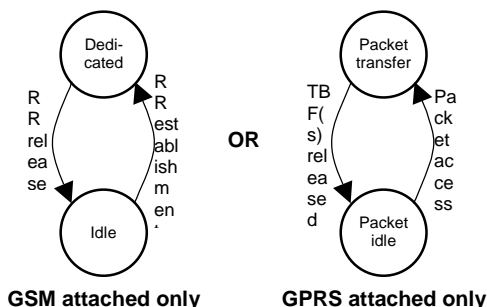 Dedi-
cated
R
R
rel
ea
se
R
R
est
abl
ish
m
en
Idle
OR
Packet
transfer
TB
F(
s)
rel
ea
se
d
Pa
ck
et
ac
ce
ss
Packet
idle
GSM attached only
GPRS attached only